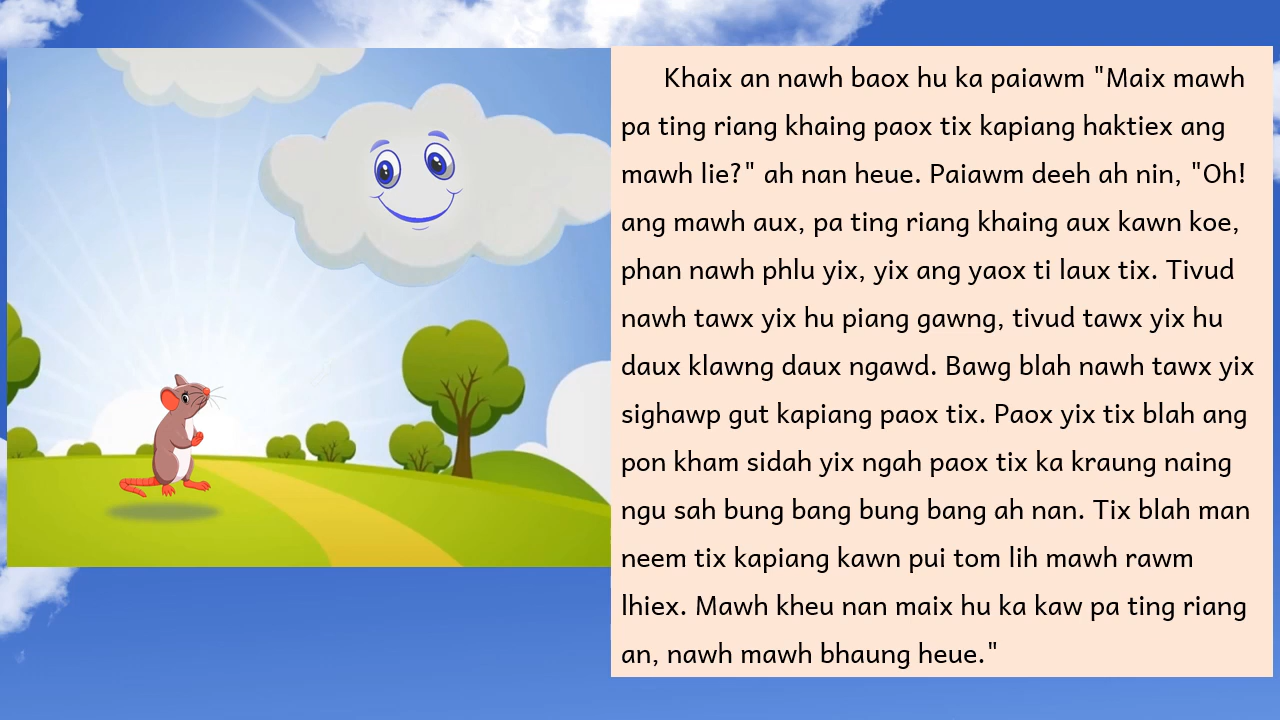 Khaix an nawh baox hu ka paiawm "Maix mawh
pa ting riang khaing paox tix kapiang haktiex ang
mawh lie?" ah nan heue. Paiawm deeh ah nin, "Oh!
ang mawh aux, pa ting riang khaing aux kawn koe,
phan nawh phlu yix, yix ang yaox ti laux tix. Tivud
nawh tawx yix hu piang gawng, tivud tawx yix hu
daux klawng daux ngawd. Bawg blah nawh tawx yix
sighawp gut kapiang paox tix. Paox yix tix blah ang
pon kham sidah yix ngah paox tix ka kraung naing
ngu sah bung bang bung bang ah nan. Tix blah man
neem tix kapiang kawn pui tom lih mawh rawm
lhiex. Mawh kheu nan maix hu ka kaw pa ting riang
an, nawh mawh bhaung heue."